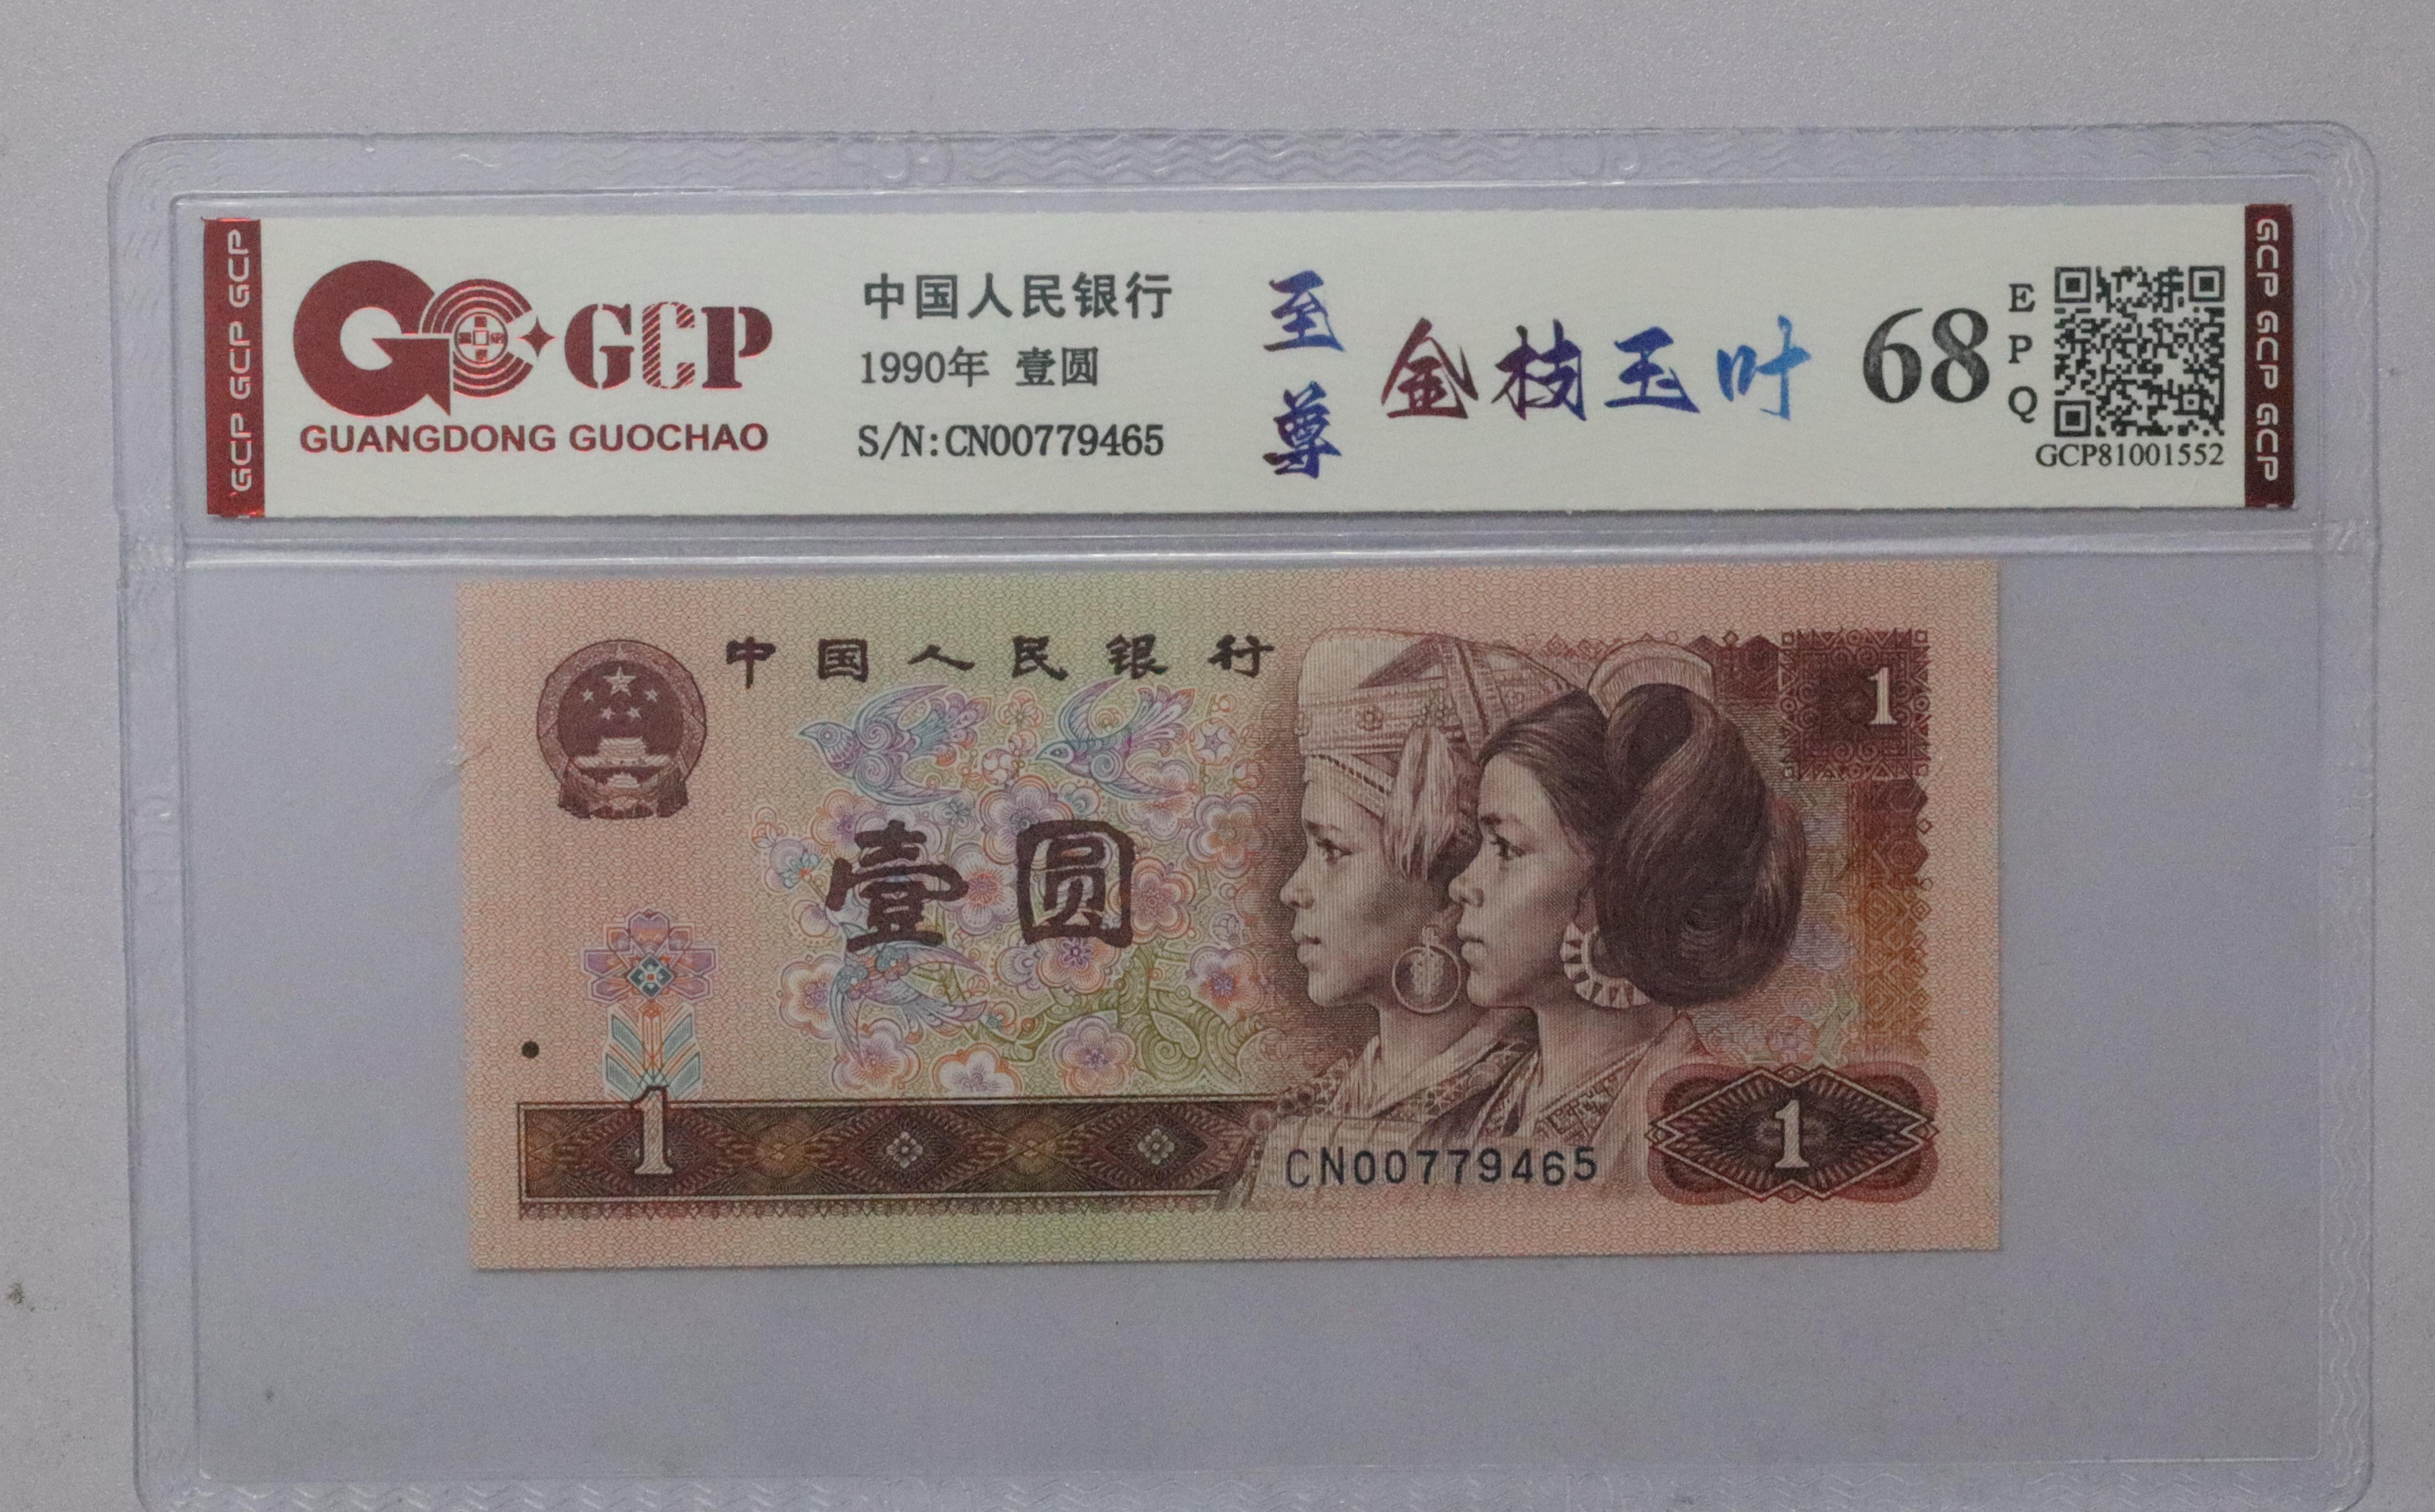 GCP GCP GCP
GCP
GUANGDONG GUOCHAO
中国人民银行
1990年 壹圆
S/N:CN00779465
至尊
金枝玉叶
68
EPQ
GCP81001552
GCP GCP GCP
中国人民银行
1
壹圆
1
CN00779465
1